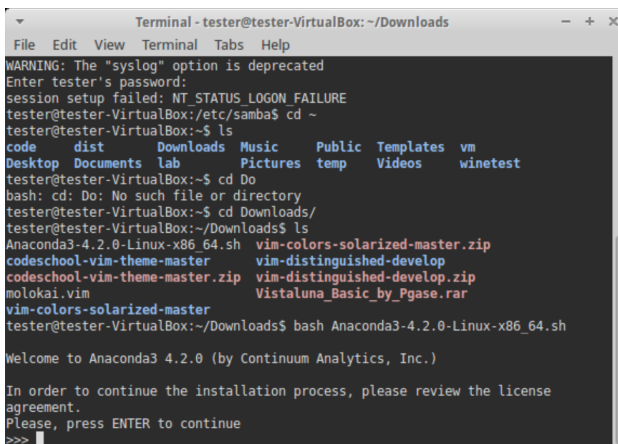 Terminal - tester@tester-VirtualBox: ~/Downloads
File Edit View Terminal Tabs Help
WARNING: The "syslog" option is deprecated
Enter tester's password:
session setup failed: NT_STATUS_LOGON_FAILURE
tester@tester-VirtualBox:/etc/samba$ cd ~
tester@tester-VirtualBox:~$ ls
code dist Downloads Music Public Templates vm
Desktop Documents lab Pictures temp Videos winetest
tester@tester-VirtualBox:~$ cd Do
bash: cd: Do: No such file or directory
tester@tester-VirtualBox:~$ cd Downloads/
tester@tester-VirtualBox:~/Downloads$ ls
Anaconda3-4.2.0-Linux-x86_64.sh vim-colors-solarized-master.zip
codeschool-vim-theme-master vim-distinguished-develop
codeschool-vim-theme-master.zip vim-distinguished-develop.zip
molokai.vim Vistaluna_Basic_by_Pgase.rar
vim-colors-solarized-master
tester@tester-VirtualBox:~/Downloads$ bash Anaconda3-4.2.0-Linux-x86_64.sh
Welcome to Anaconda3 4.2.0 (by Continuum Analytics, Inc.)
In order to continue the installation process, please review the license
agreement.
Please, press ENTER to continue
>>>